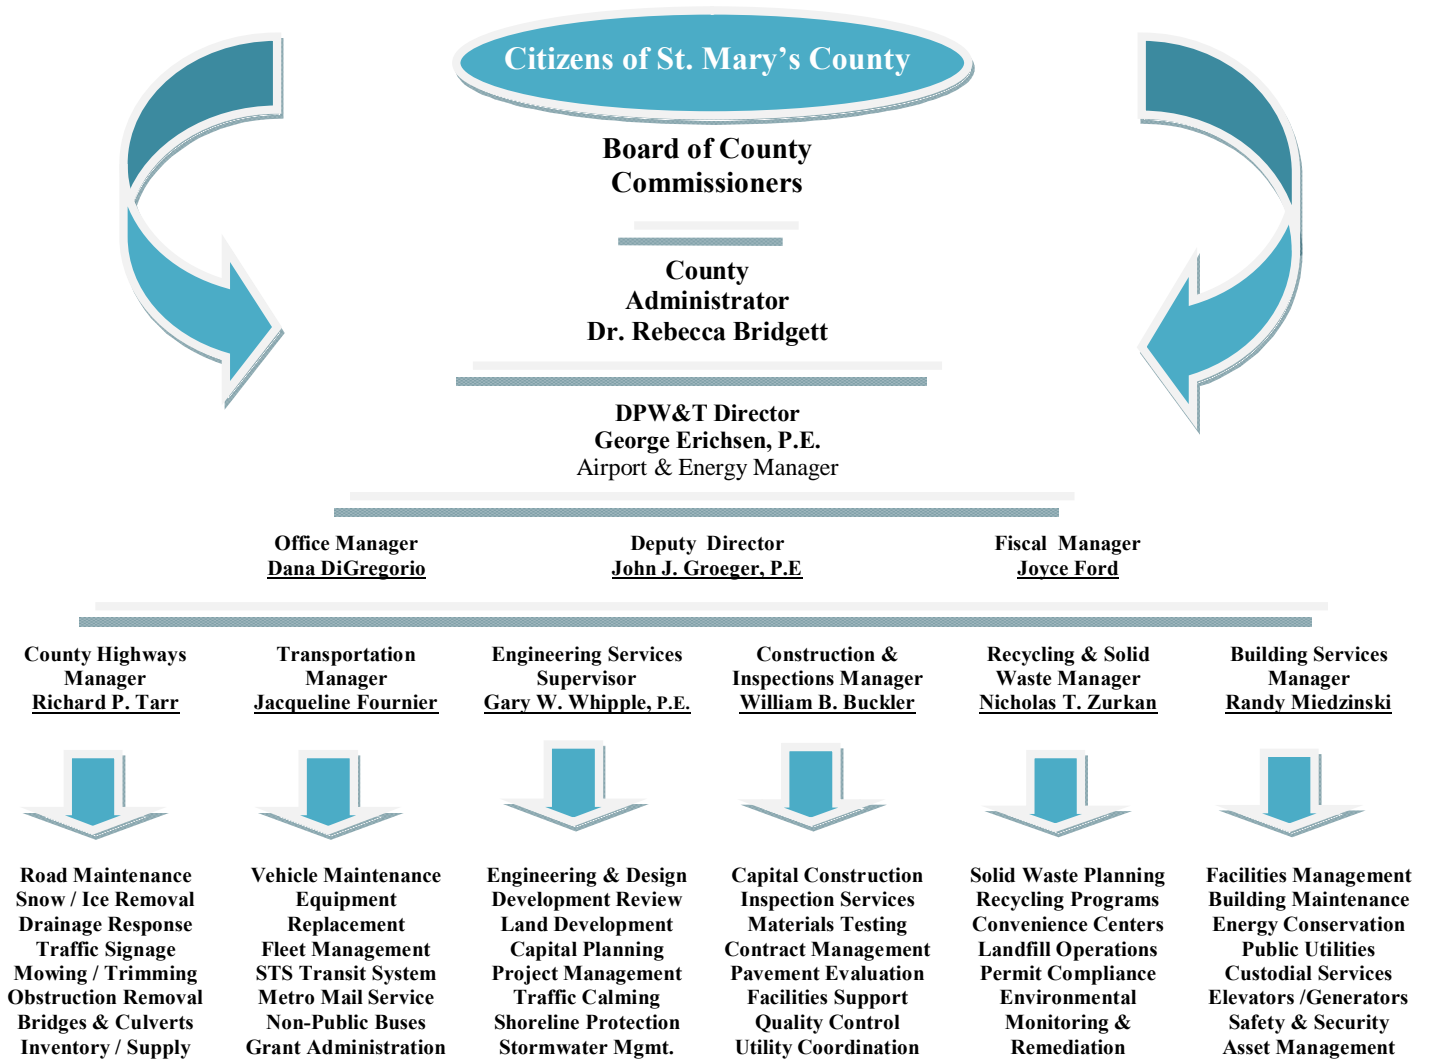 Citizens of St. Mary's County
Board of County
Commissioners
County
Administrator
Dr. Rebecca Bridgett
DPW&T Director
George Erichsen, P.E.
Airport & Energy Manager
Office Manager
Dana DiGregorio
Deputy Director
John J. Groeger, P.E
Fiscal Manager
Joyce Ford
County Highways
Manager
Richard P. Tarr
Transportation
Manager
Jacqueline Fournier
Engineering Services
Supervisor
Gary W. Whipple, P.E.
Construction &
Inspections Manager
William B. Buckler
Recycling & Solid
Waste Manager
Nicholas T. Zurkan
Building Services
Manager
Randy Miedzinski
Road Maintenance
Snow / Ice Removal
Drainage Response
Traffic Signage
Mowing / Trimming
Obstruction Removal
Bridges & Culverts
Inventory / Supply
Vehicle Maintenance
Equipment
Replacement
Fleet Management
STS Transit System
Metro Mail Service
Non-Public Buses
Grant Administration
Engineering & Design
Development Review
Land Development
Capital Planning
Project Management
Traffic Calming
Shoreline Protection
Stormwater Mgmt.
Capital Construction
Inspection Services
Materials Testing
Contract Management
Pavement Evaluation
Facilities Support
Quality Control
Utility Coordination
Solid Waste Planning
Recycling Programs
Convenience Centers
Landfill Operations
Permit Compliance
Environmental
Monitoring &
Remediation
Facilities Management
Building Maintenance
Energy Conservation
Public Utilities
Custodial Services
Elevators /Generators
Safety & Security
Asset Management